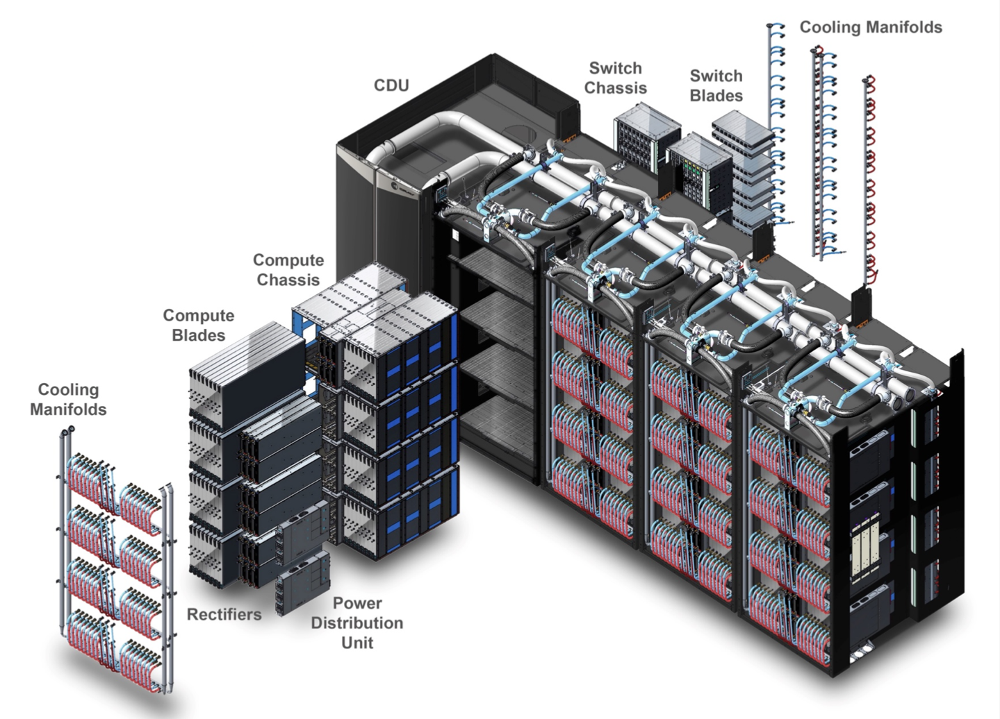 Cooling Manifolds
Switch
Chassis
Switch
Blades
CDU
Compute
Chassis
Compute
Blades
Cooling
Manifolds
Rectifiers
Power
Distribution
Unit